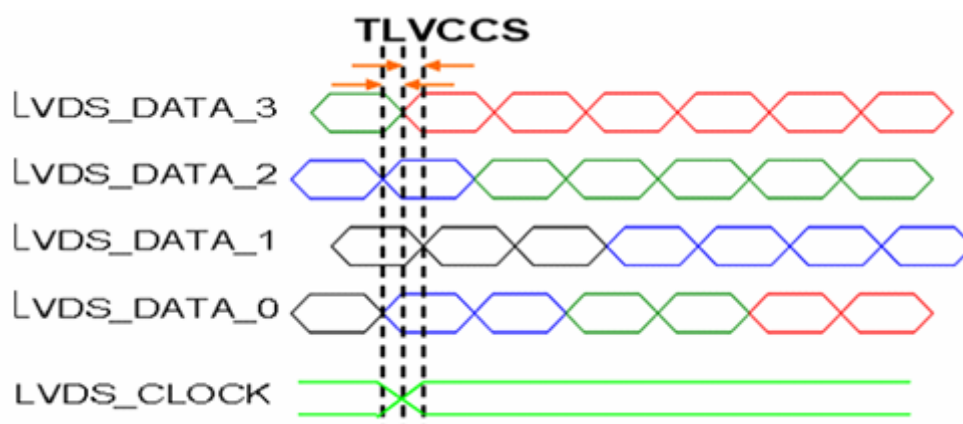 TLVCCS
LVDS_DATA_3
LVDS_DATA_2
LVDS_DATA_1
LVDS_DATA_0
LVDS_CLOCK